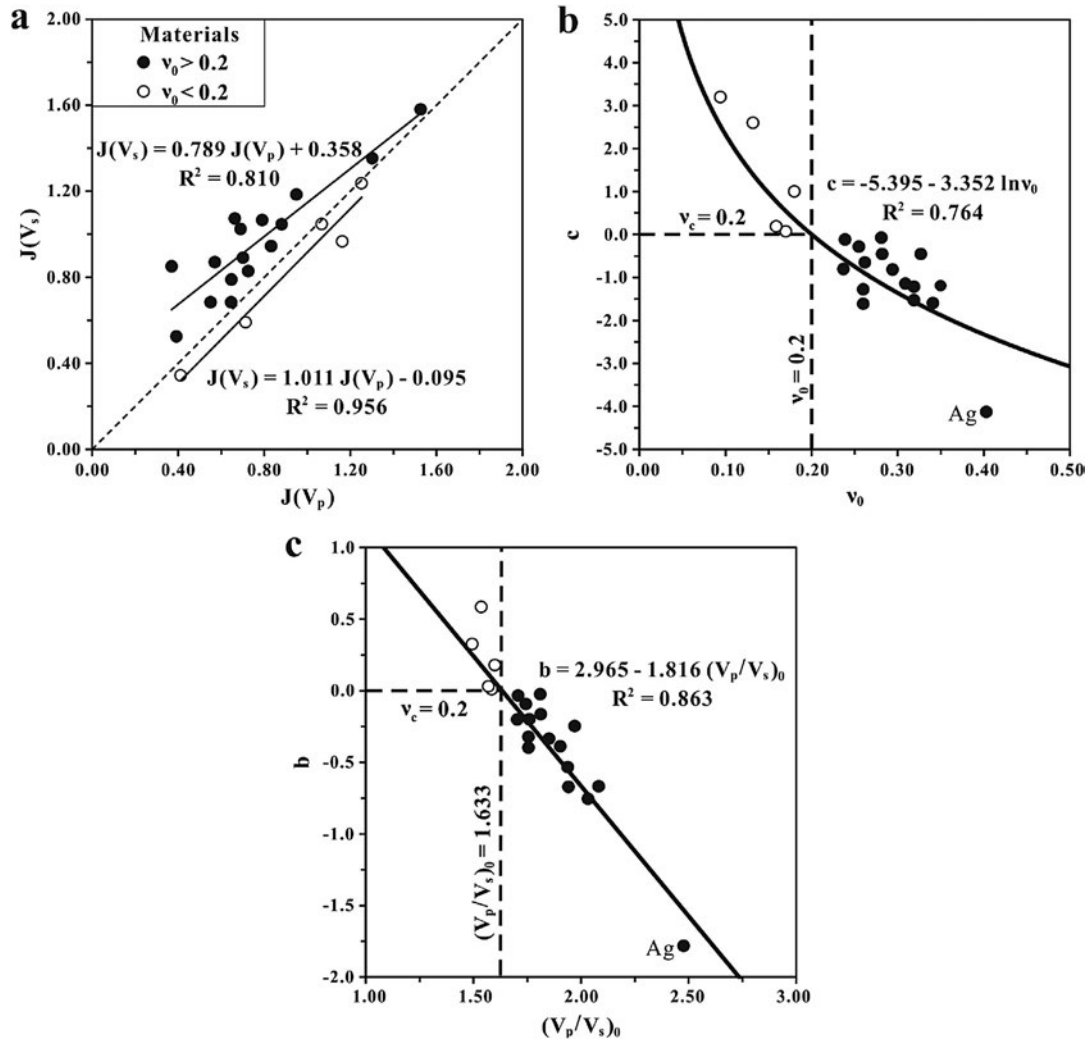 a
2.00
1.60
1.20
0.80
0.40
0.00
J(Vs)
Materials
ν0 > 0.2
ν0 < 0.2
J(Vs) = 0.789 J(Vp) + 0.358
R² = 0.810
J(Vs) = 1.011 J(Vp) - 0.095
R² = 0.956
0.00 0.40 0.80 1.20 1.60 2.00
J(Vp)
b
5.0
4.0
3.0
2.0
1.0
0.0
-1.0
-2.0
-3.0
-4.0
-5.0
c
c = -5.395 - 3.352 lnν0
R² = 0.764
νc = 0.2
ν0 = 0.2
Ag
0.00 0.10 0.20 0.30 0.40 0.50
ν0
c
1.0
0.5
0.0
-0.5
-1.0
-1.5
-2.0
b
b = 2.965 - 1.816 (Vp/Vs)0
R² = 0.863
νc = 0.2
(Vp/Vs)0 = 1.633
Ag
1.00 1.50 2.00 2.50 3.00
(Vp/Vs)0